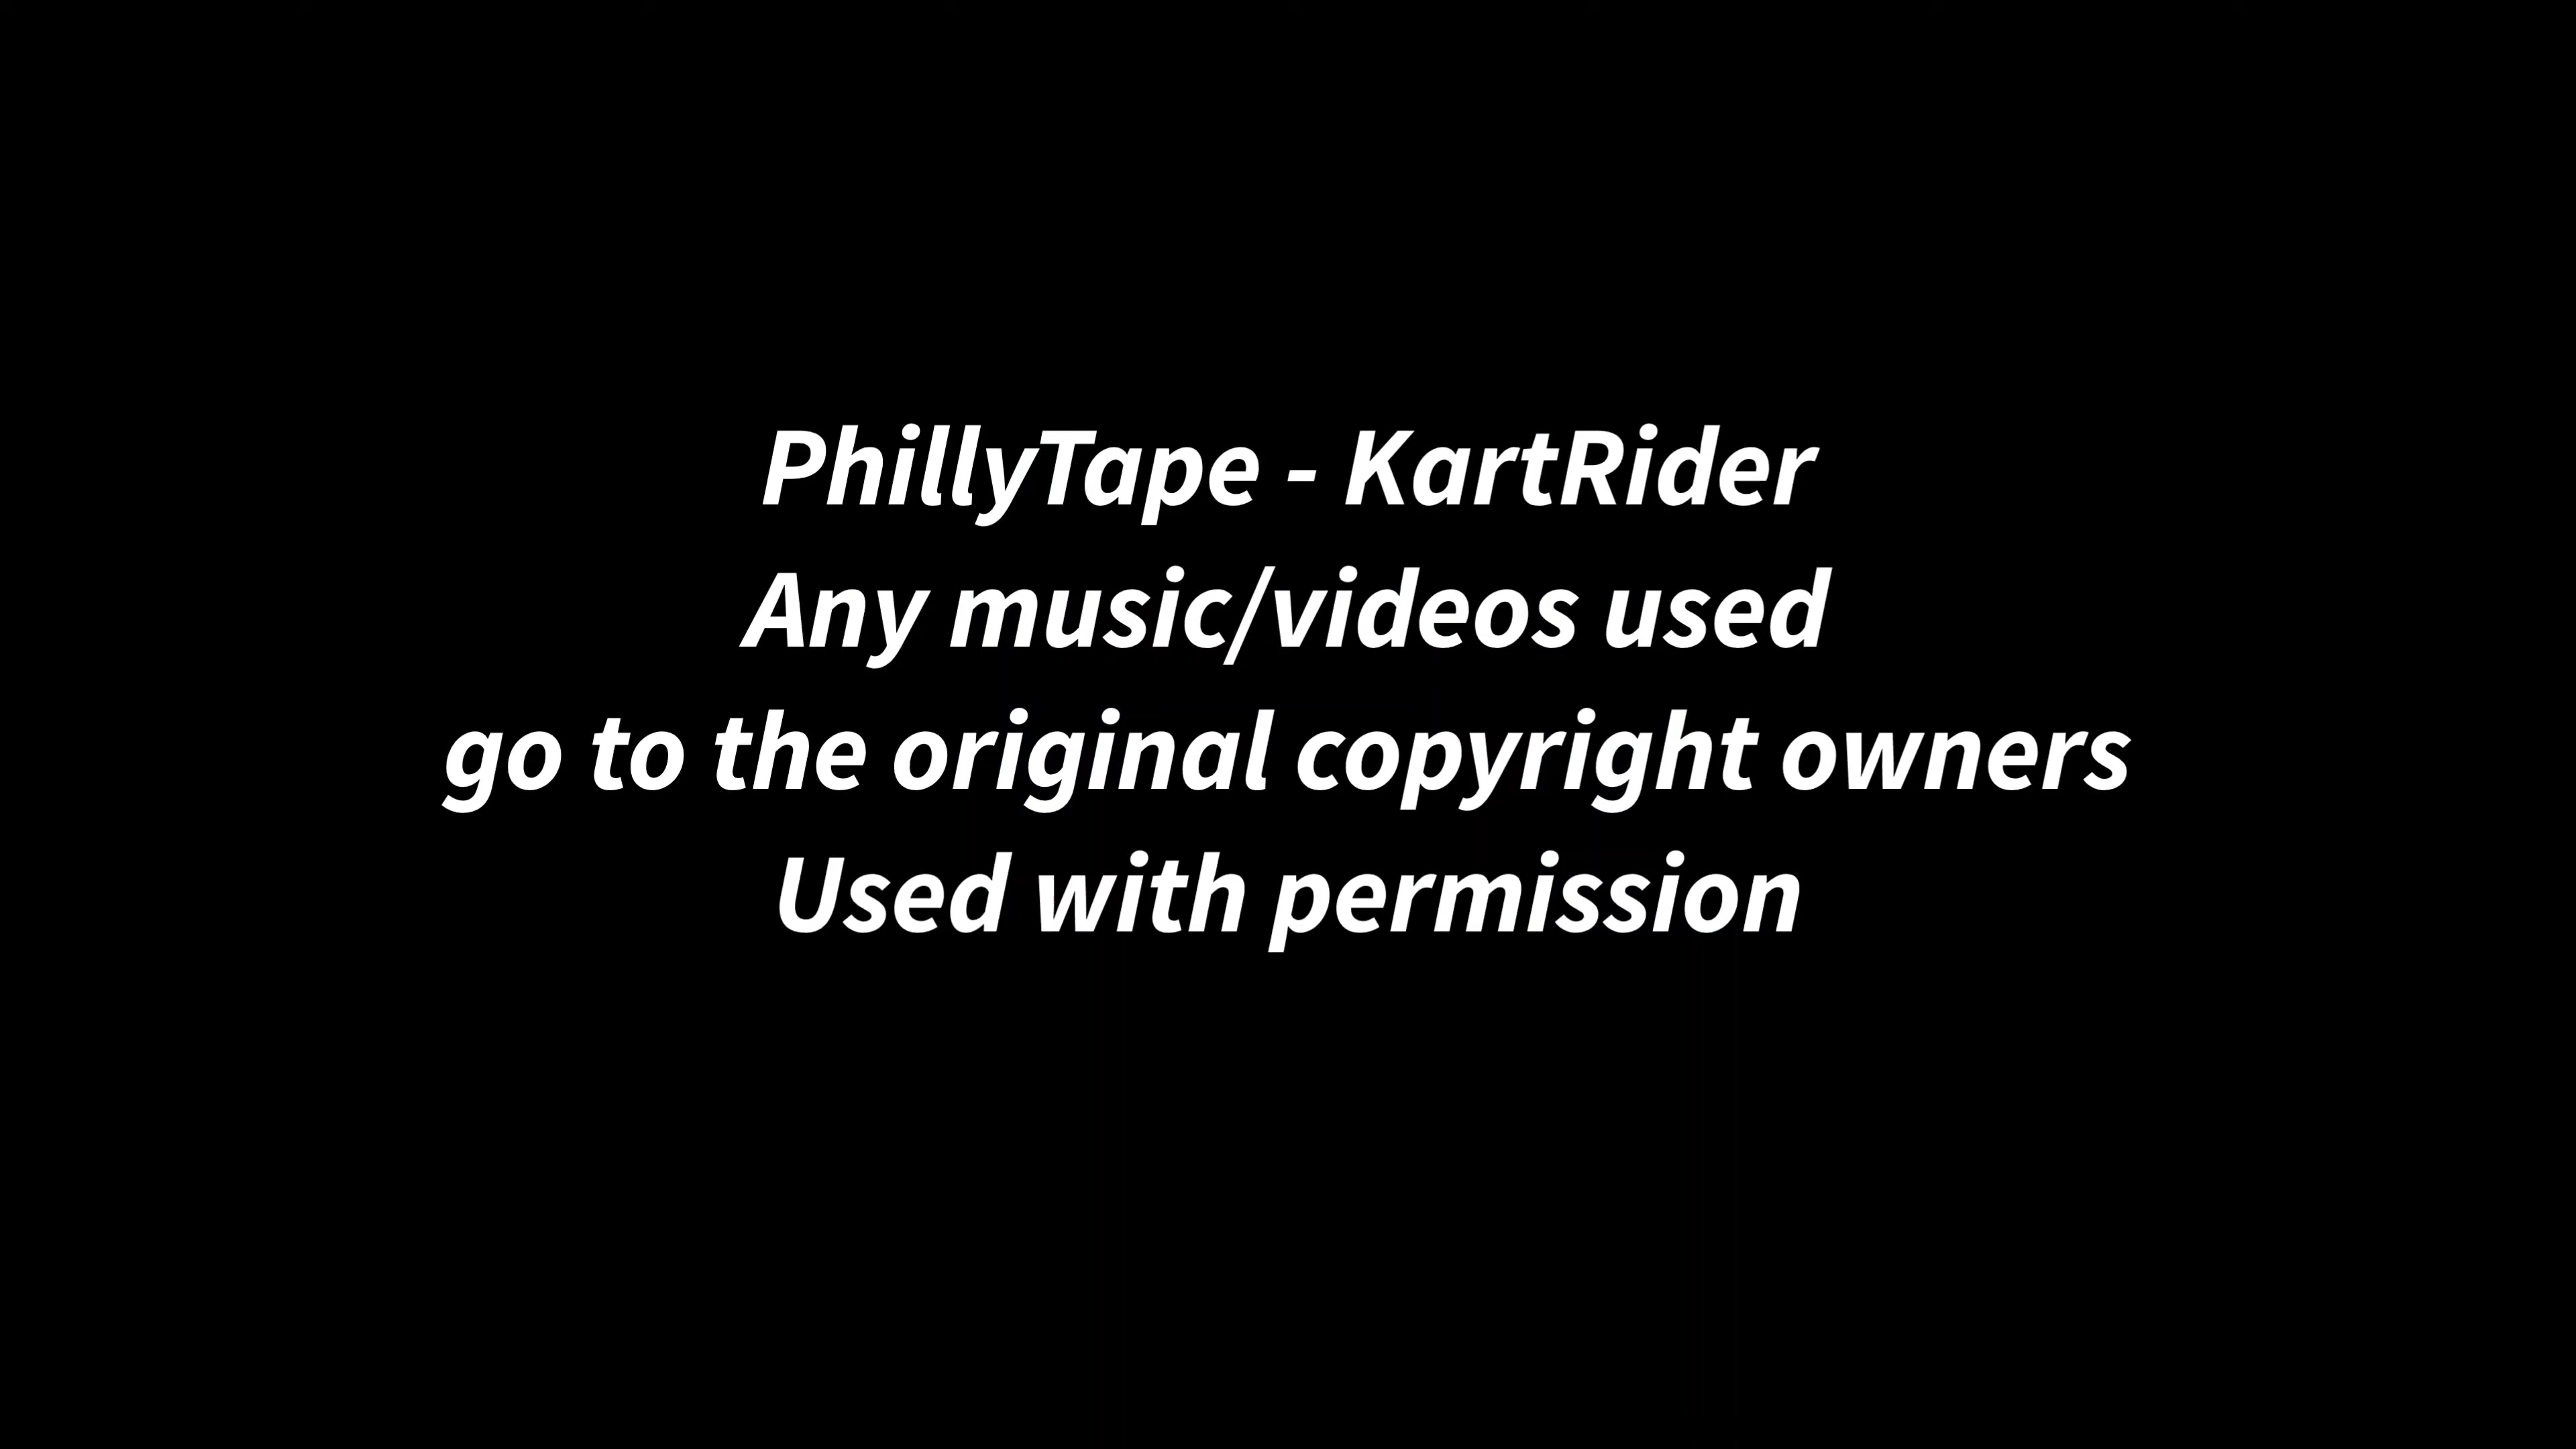 PhillyTape - KartRider
Any music/videos used
go to the original copyright owners
Used with permission